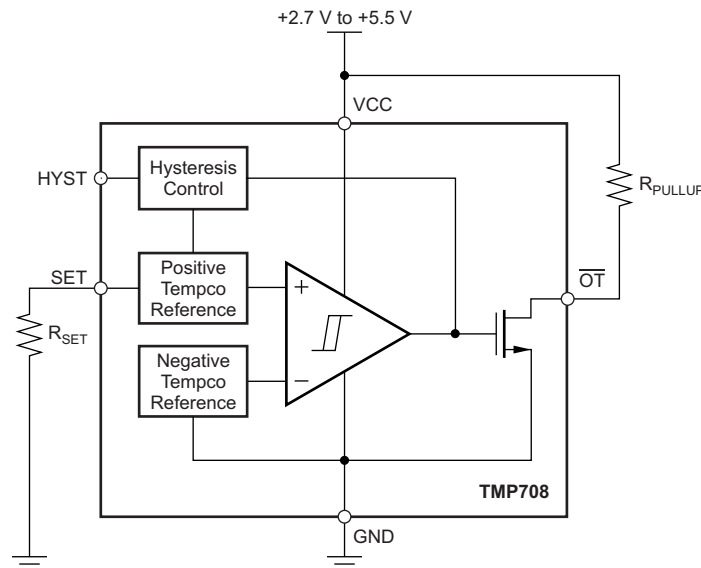 +2.7 V to +5.5 V
VCC
HYST
Hysteresis
Control
R_PULLUP
SET
Positive
Tempco
Reference
+
OT
R_SET
Negative
Tempco
Reference
−
TMP708
GND